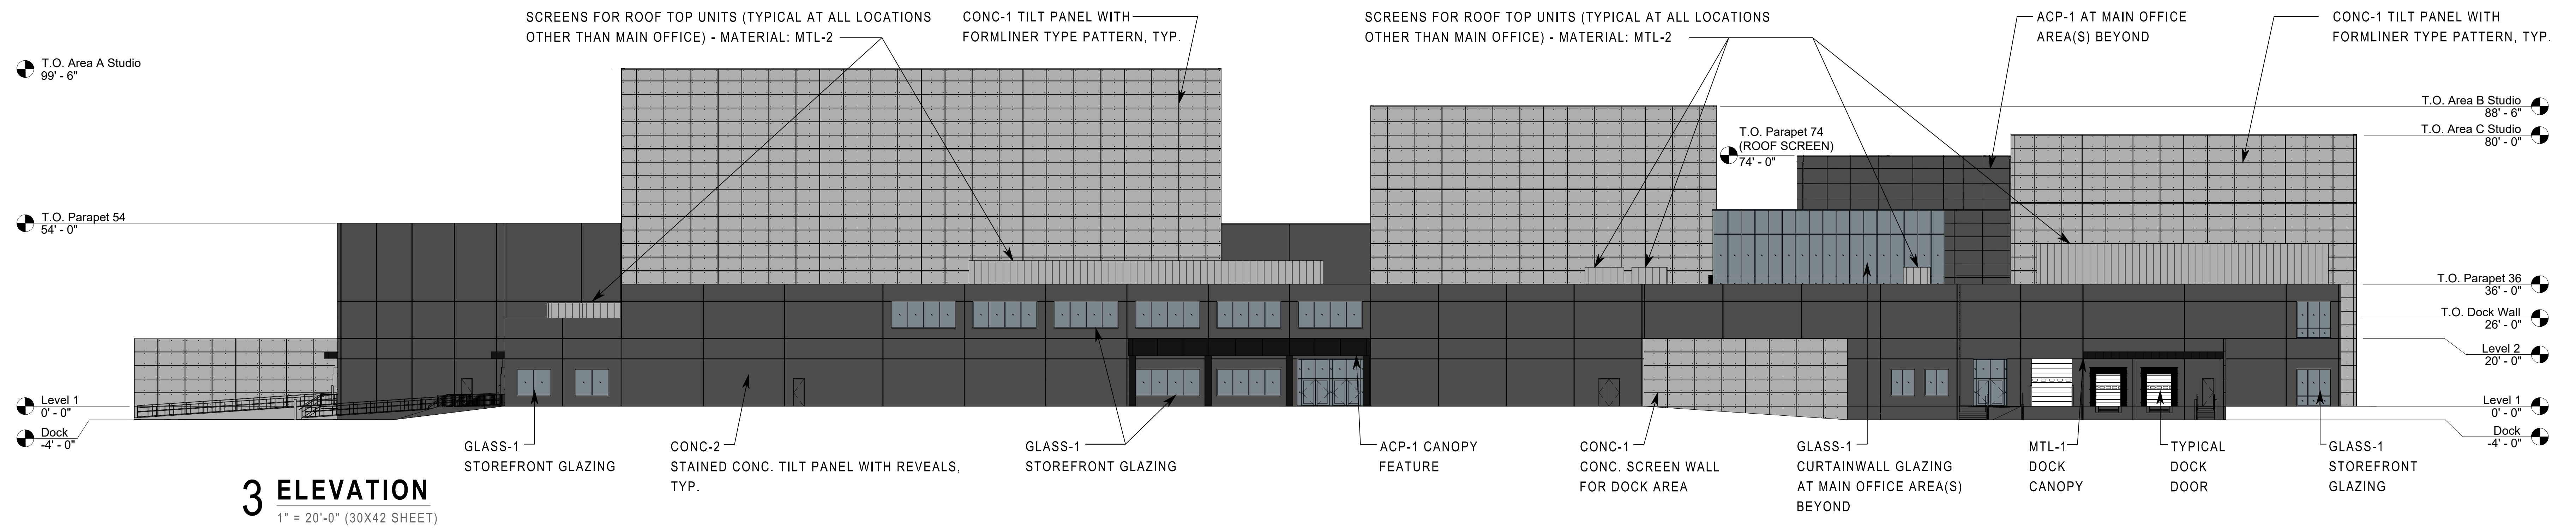 SCREENS FOR ROOF TOP UNITS (TYPICAL AT ALL LOCATIONS
OTHER THAN MAIN OFFICE) - MATERIAL: MTL-2
CONC-1 TILT PANEL WITH
FORMLINER TYPE PATTERN, TYP.
SCREENS FOR ROOF TOP UNITS (TYPICAL AT ALL LOCATIONS
OTHER THAN MAIN OFFICE) - MATERIAL: MTL-2
ACP-1 AT MAIN OFFICE
AREA(S) BEYOND
CONC-1 TILT PANEL WITH
FORMLINER TYPE PATTERN, TYP.
T.O. Area A Studio
99' - 6"
T.O. Parapet 54
54' - 0"
Level 1
0' - 0"
Dock
-4' - 0"
T.O. Parapet 74
(ROOF SCREEN)
74' - 0"
T.O. Area B Studio
88' - 6"
T.O. Area C Studio
80' - 0"
T.O. Parapet 36
36' - 0"
T.O. Dock Wall
26' - 0"
Level 2
20' - 0"
Level 1
0' - 0"
Dock
-4' - 0"
GLASS-1
STOREFRONT GLAZING
CONC-2
STAINED CONC. TILT PANEL WITH REVEALS,
TYP.
GLASS-1
STOREFRONT GLAZING
ACP-1 CANOPY
FEATURE
CONC-1
CONC. SCREEN WALL
FOR DOCK AREA
GLASS-1
CURTAINWALL GLAZING
AT MAIN OFFICE AREA(S)
BEYOND
MTL-1
DOCK
CANOPY
TYPICAL
DOCK
DOOR
GLASS-1
STOREFRONT
GLAZING
3 ELEVATION
1" = 20'-0" (30X42 SHEET)